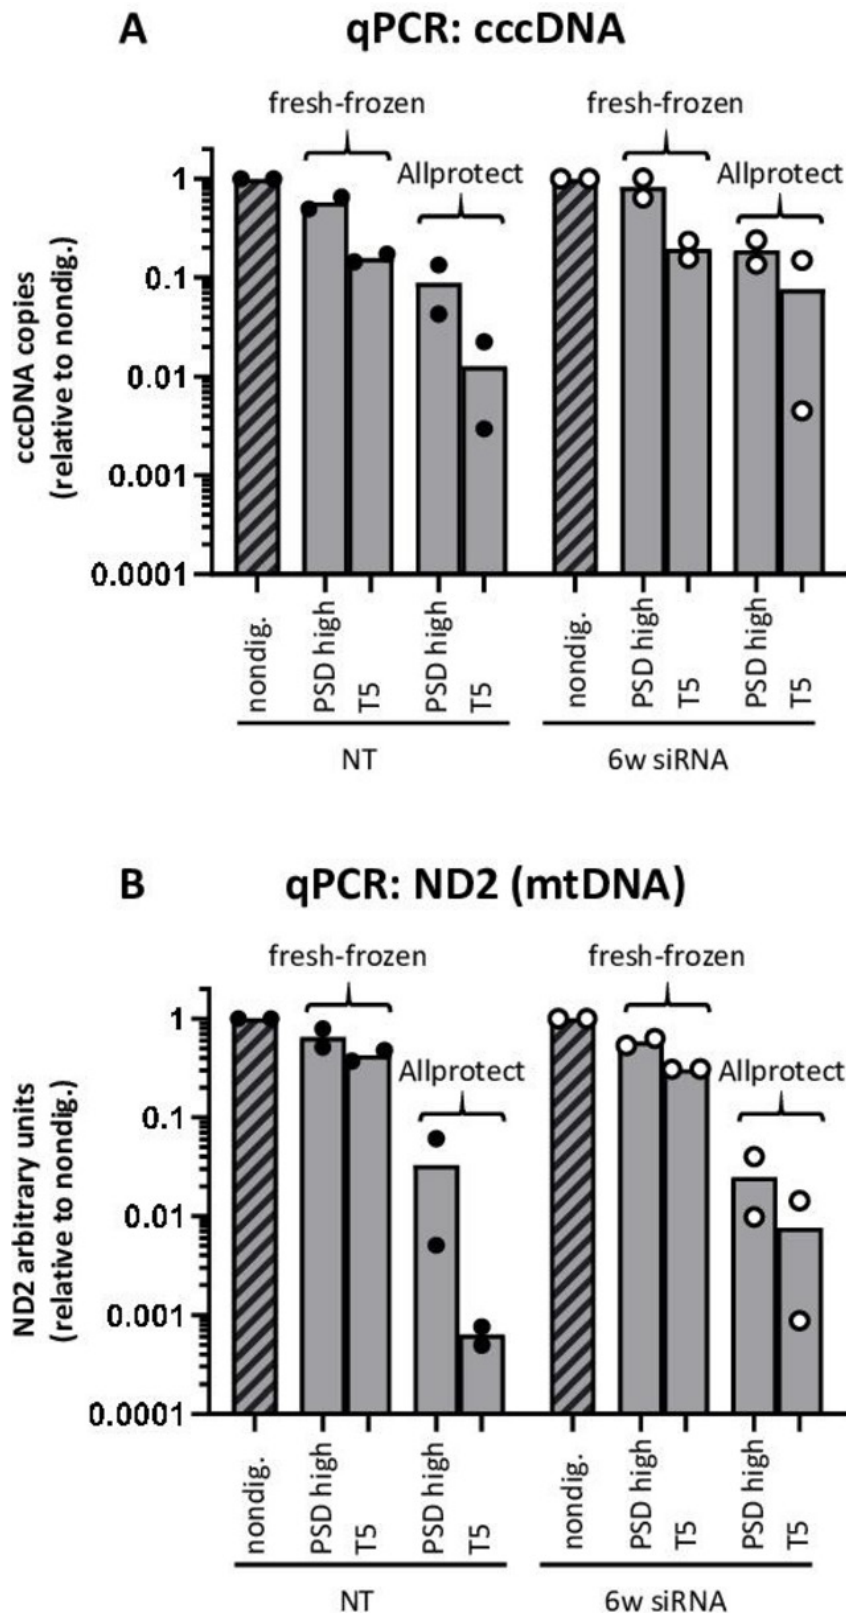 A
qPCR: cccDNA
fresh-frozen
fresh-frozen
Allprotect
Allprotect
cccDNA copies
(relative to nondig.)
1
0.1
0.01
0.001
0.0001
nondig.
PSD high
T5
PSD high
T5
nondig.
PSD high
T5
PSD high
T5
NT
6w siRNA
B
qPCR: ND2 (mtDNA)
fresh-frozen
fresh-frozen
Allprotect
Allprotect
ND2 arbitrary units
(relative to nondig.)
1
0.1
0.01
0.001
0.0001
nondig.
PSD high
T5
PSD high
T5
nondig.
PSD high
T5
PSD high
T5
NT
6w siRNA